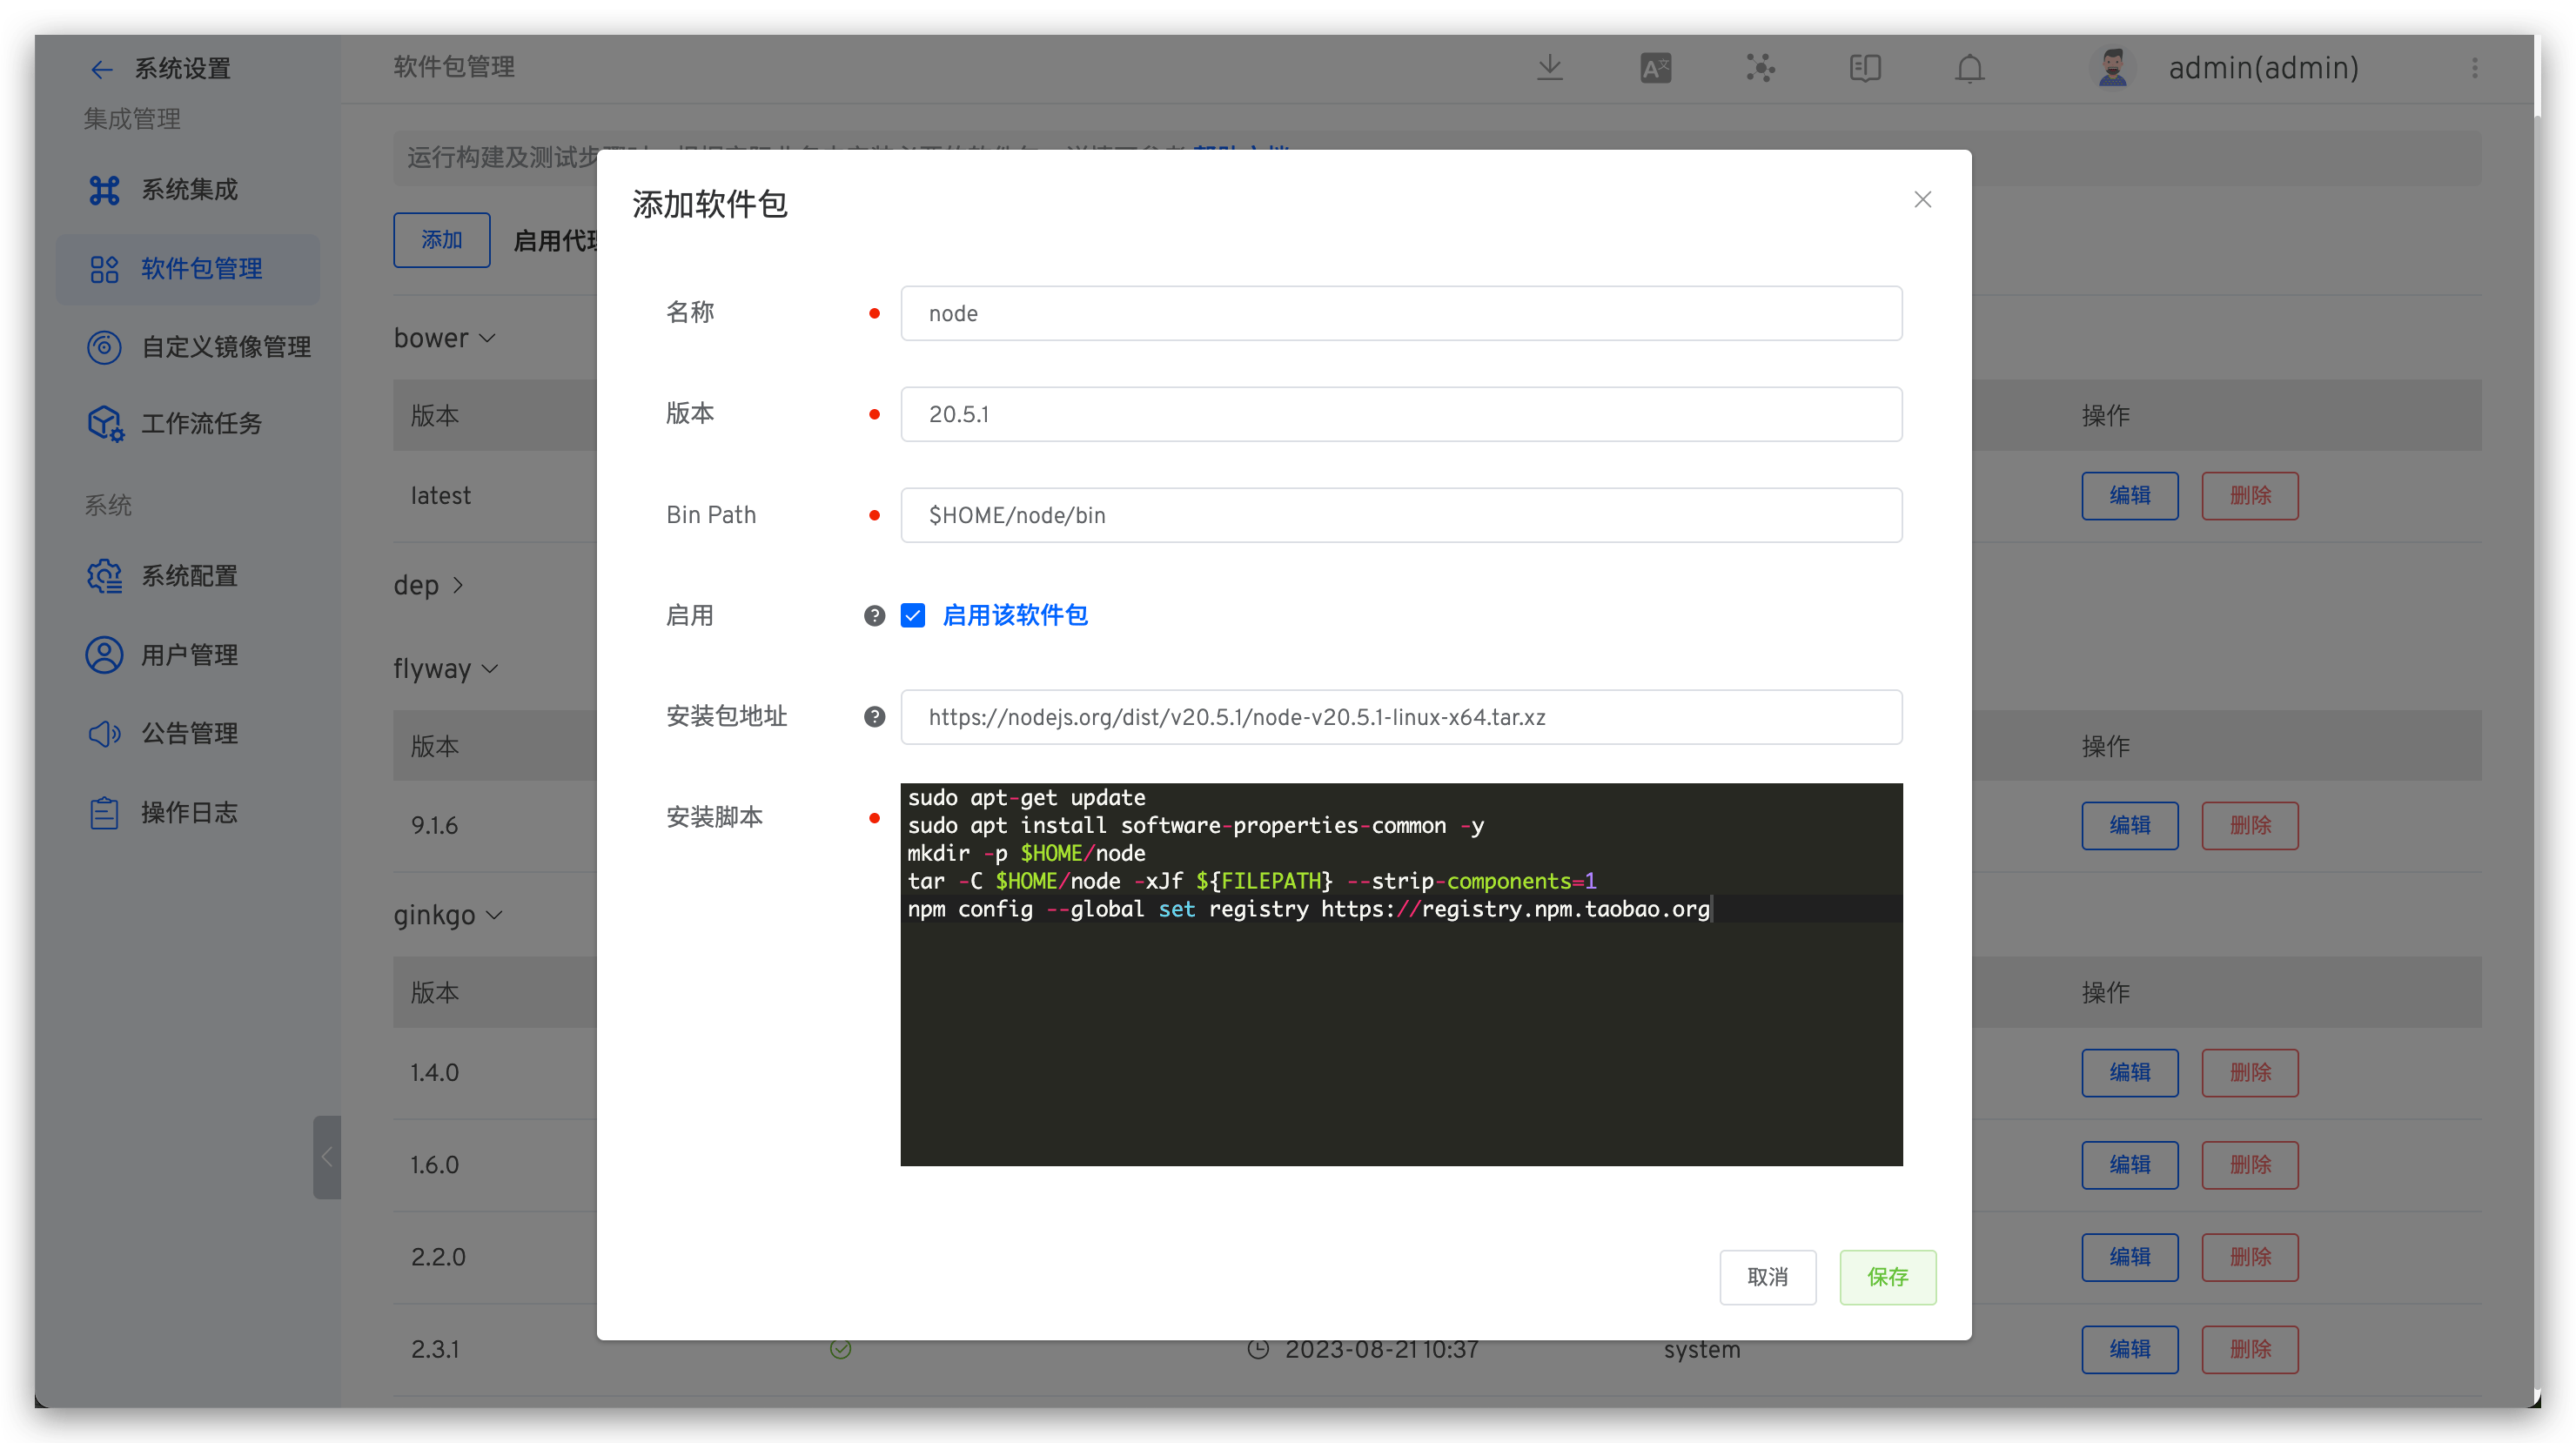 系统设置
集成管理
系统集成
软件包管理
自定义镜像管理
工作流任务
系统
系统配置
用户管理
公告管理
操作日志
软件包管理
admin(admin)
运行构建及测试步
添加
启用代理
bower
版本
操作
latest
编辑 删除
dep
flyway
版本
操作
9.1.6
编辑 删除
ginkgo
版本
操作
1.4.0
编辑 删除
1.6.0
编辑 删除
2.2.0
编辑 删除
2.3.1
2023-08-21 10:37
system
编辑 删除
添加软件包
名称
node
版本
20.5.1
Bin Path
$HOME/node/bin
启用
启用该软件包
安装包地址
https://nodejs.org/dist/v20.5.1/node-v20.5.1-linux-x64.tar.xz
安装脚本
sudo apt-get update
sudo apt install software-properties-common -y
mkdir -p $HOME/node
tar -C $HOME/node -xJf ${FILEPATH} --strip-components=1
npm config --global set registry https://registry.npm.taobao.org
取消
保存